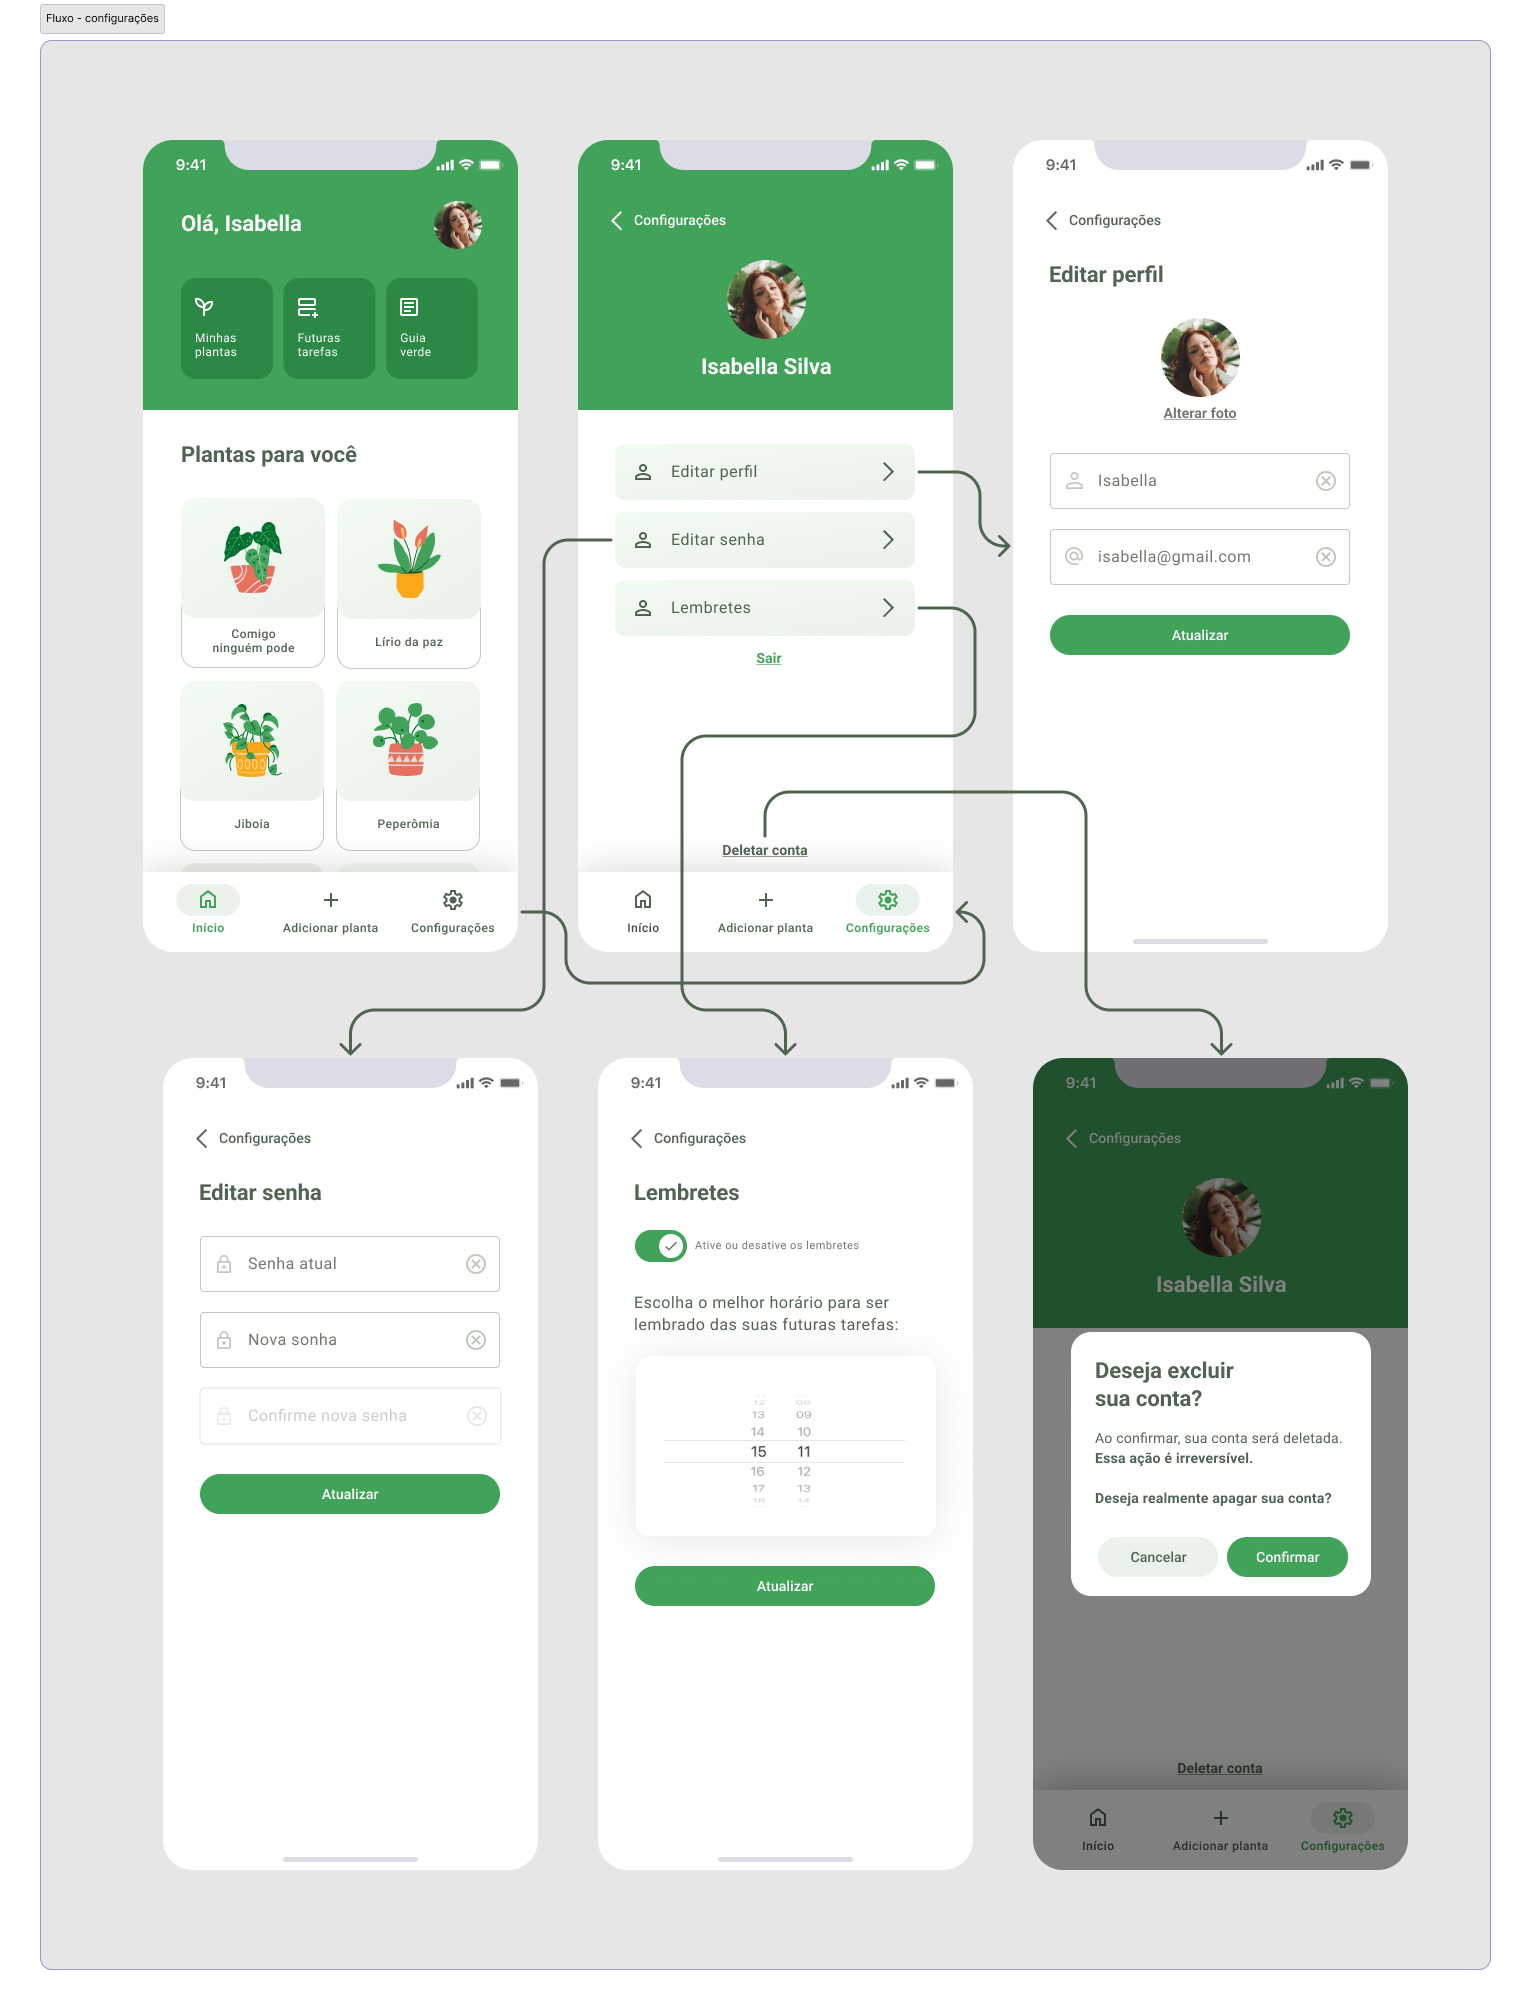 Fluxo - configurações
9:41
Olá, Isabella
Minhas
plantas
Futuras
tarefas
Guia
verde
Plantas para você
Comigo
ninguém pode
Lírio da paz
Jiboia
Peperômia
Início
Adicionar planta
Configurações
9:41
Configurações
Isabella Silva
Editar perfil
Editar senha
Lembretes
Sair
Deletar conta
Início
Adicionar planta
Configurações
9:41
Configurações
Editar perfil
Alterar foto
Isabella
isabella@gmail.com
Atualizar
9:41
Configurações
Editar senha
Senha atual
Nova sonha
Confirme nova senha
Atualizar
9:41
Configurações
Lembretes
Ative ou desative os lembretes
Escolha o melhor horário para ser
lembrado das suas futuras tarefas:
12 08
13 09
14 10
15 11
16 12
17 13
18 14
Atualizar
9:41
Configurações
Isabella Silva
Deseja excluir
sua conta?
Ao confirmar, sua conta será deletada.
Essa ação é irreversível.
Deseja realmente apagar sua conta?
Cancelar
Confirmar
Deletar conta
Início
Adicionar planta
Configurações